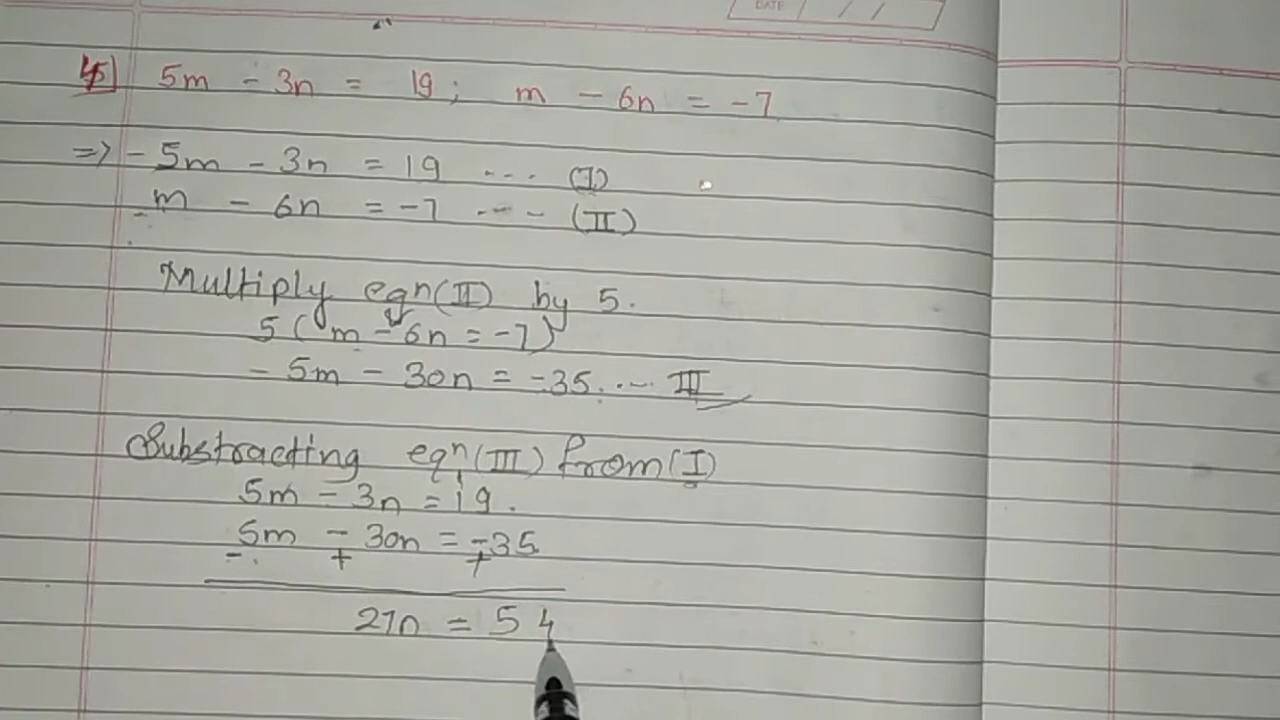 DATE / /
4] 5m - 3n = 19 ; m - 6n = -7
=> - 5m - 3n = 19 --- (I)
m - 6n = -7 --- (II)
Multiply eqn(II) by 5.
5 ( m - 6n = -7)
- 5m - 30n = -35 --- III
Substracting eqn(III) from (I)
5m - 3n = 19.
5m - 30n = -35
- + +
27n = 54